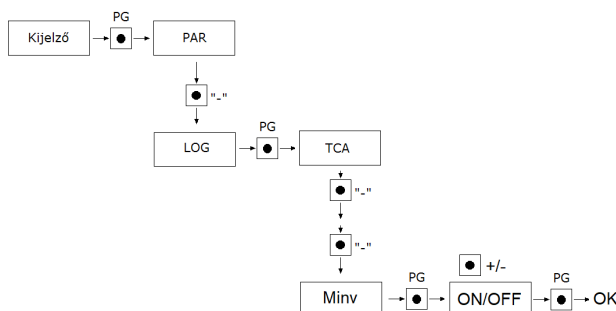 PG
Kijelző
PAR
"-"
PG
LOG
TCA
"-"
"-"
+/-
PG
PG
Minv
ON/OFF
OK